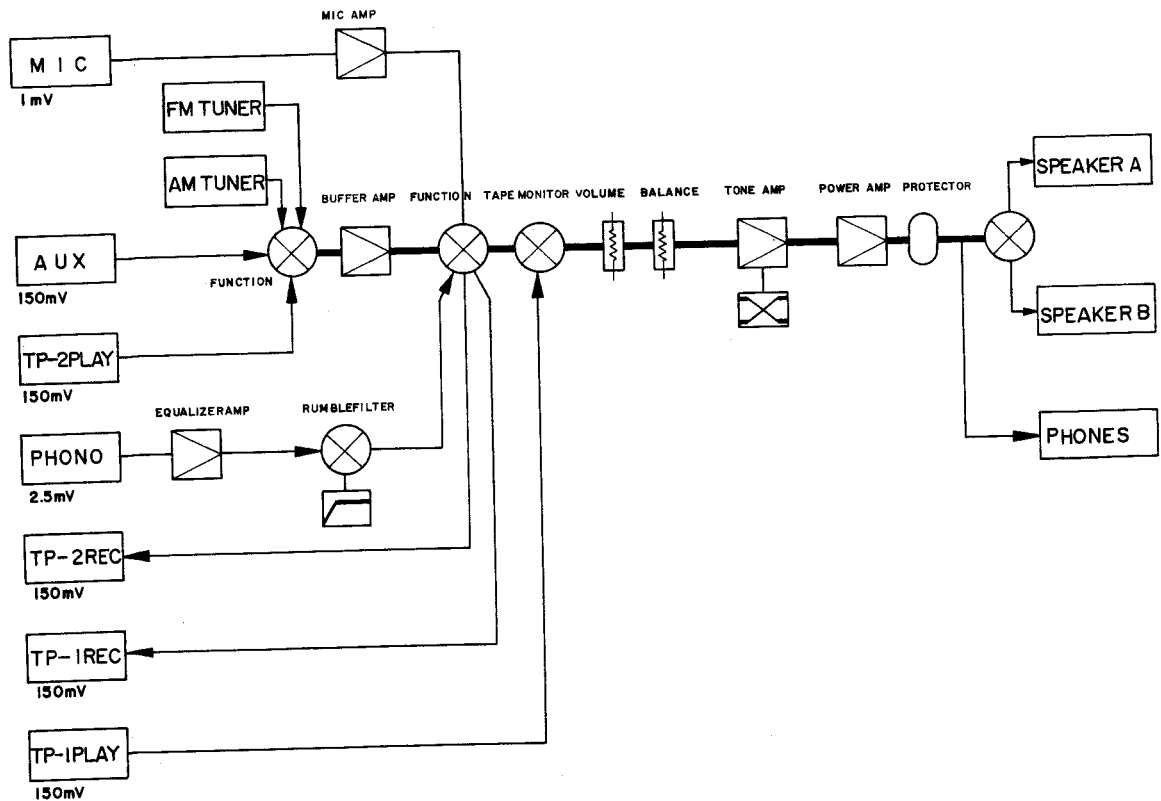 MIC AMP
MIC
1mV
FM TUNER
AM TUNER
BUFFER AMP
FUNCTION
TAPE MONITOR
VOLUME
BALANCE
TONE AMP
POWER AMP
PROTECTOR
SPEAKER A
AUX
150mV
FUNCTION
SPEAKER B
TP-2PLAY
150mV
EQUALIZER AMP
RUMBLEFILTER
PHONO
2.5mV
PHONES
TP-2REC
150mV
TP-1REC
150mV
TP-1PLAY
150mV